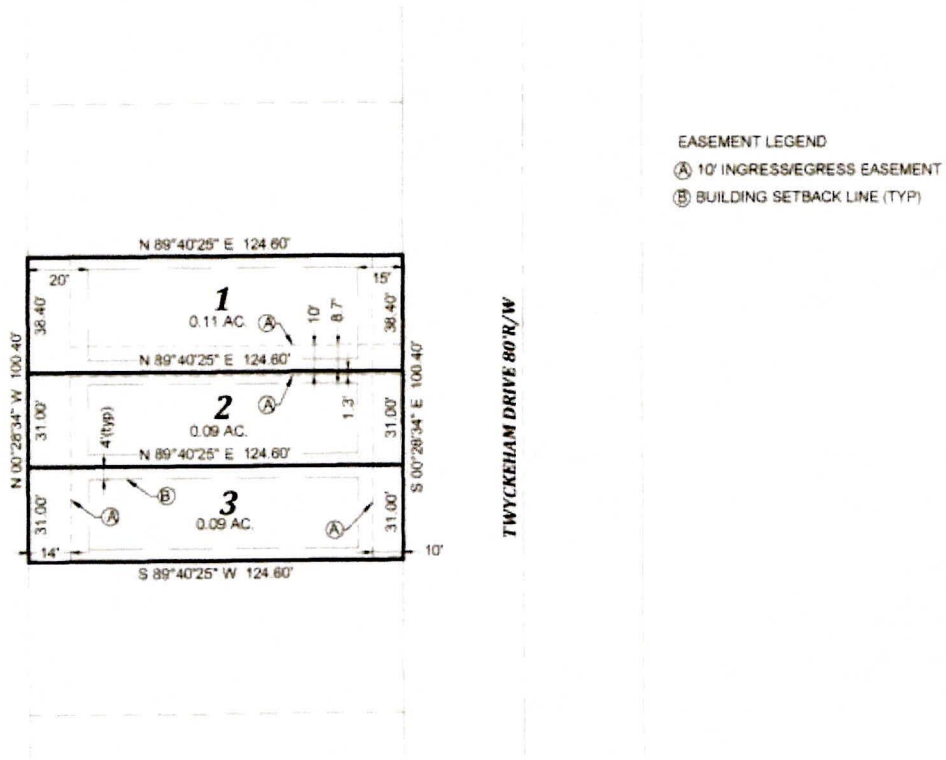 EASEMENT LEGEND
Ⓐ 10' INGRESS/EGRESS EASEMENT
Ⓑ BUILDING SETBACK LINE (TYP)
N 89°40'25" E 124.60'
20'
15'
38.40'
1
0.11 AC.
A
10'
8.7'
38.40'
N 89°40'25" E 124.60'
N 00°28'34" W 100.40'
S 00°28'34" E 100.40'
31.00'
4'(typ)
2
0.09 AC.
A
1.3'
31.00'
N 89°40'25" E 124.60'
31.00'
A
B
3
0.09 AC.
A
31.00'
14'
10'
S 89°40'25" W 124.60'
TWYCKEHAM DRIVE 80'R/W